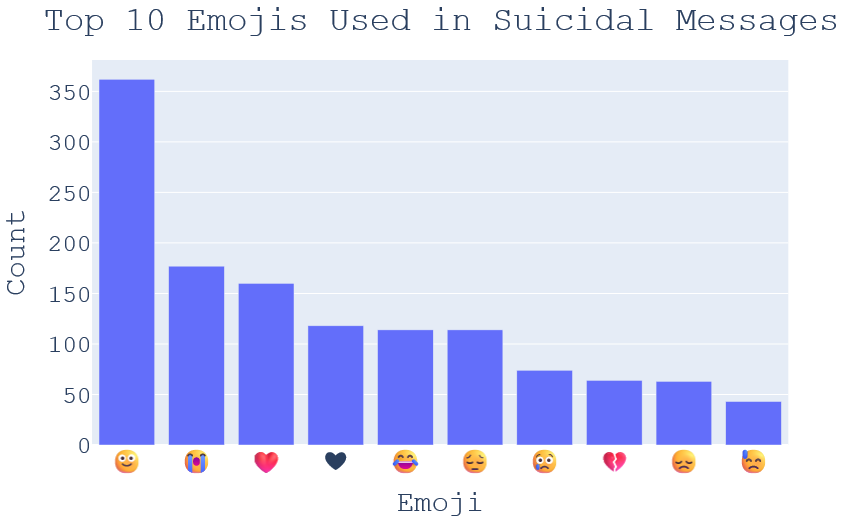 Top 10 Emojis Used in Suicidal Messages
Count
350
300
250
200
150
100
50
0
🙂 😭 ❤️ 🖤 😂 😔 😢 💔 😞 😓
Emoji